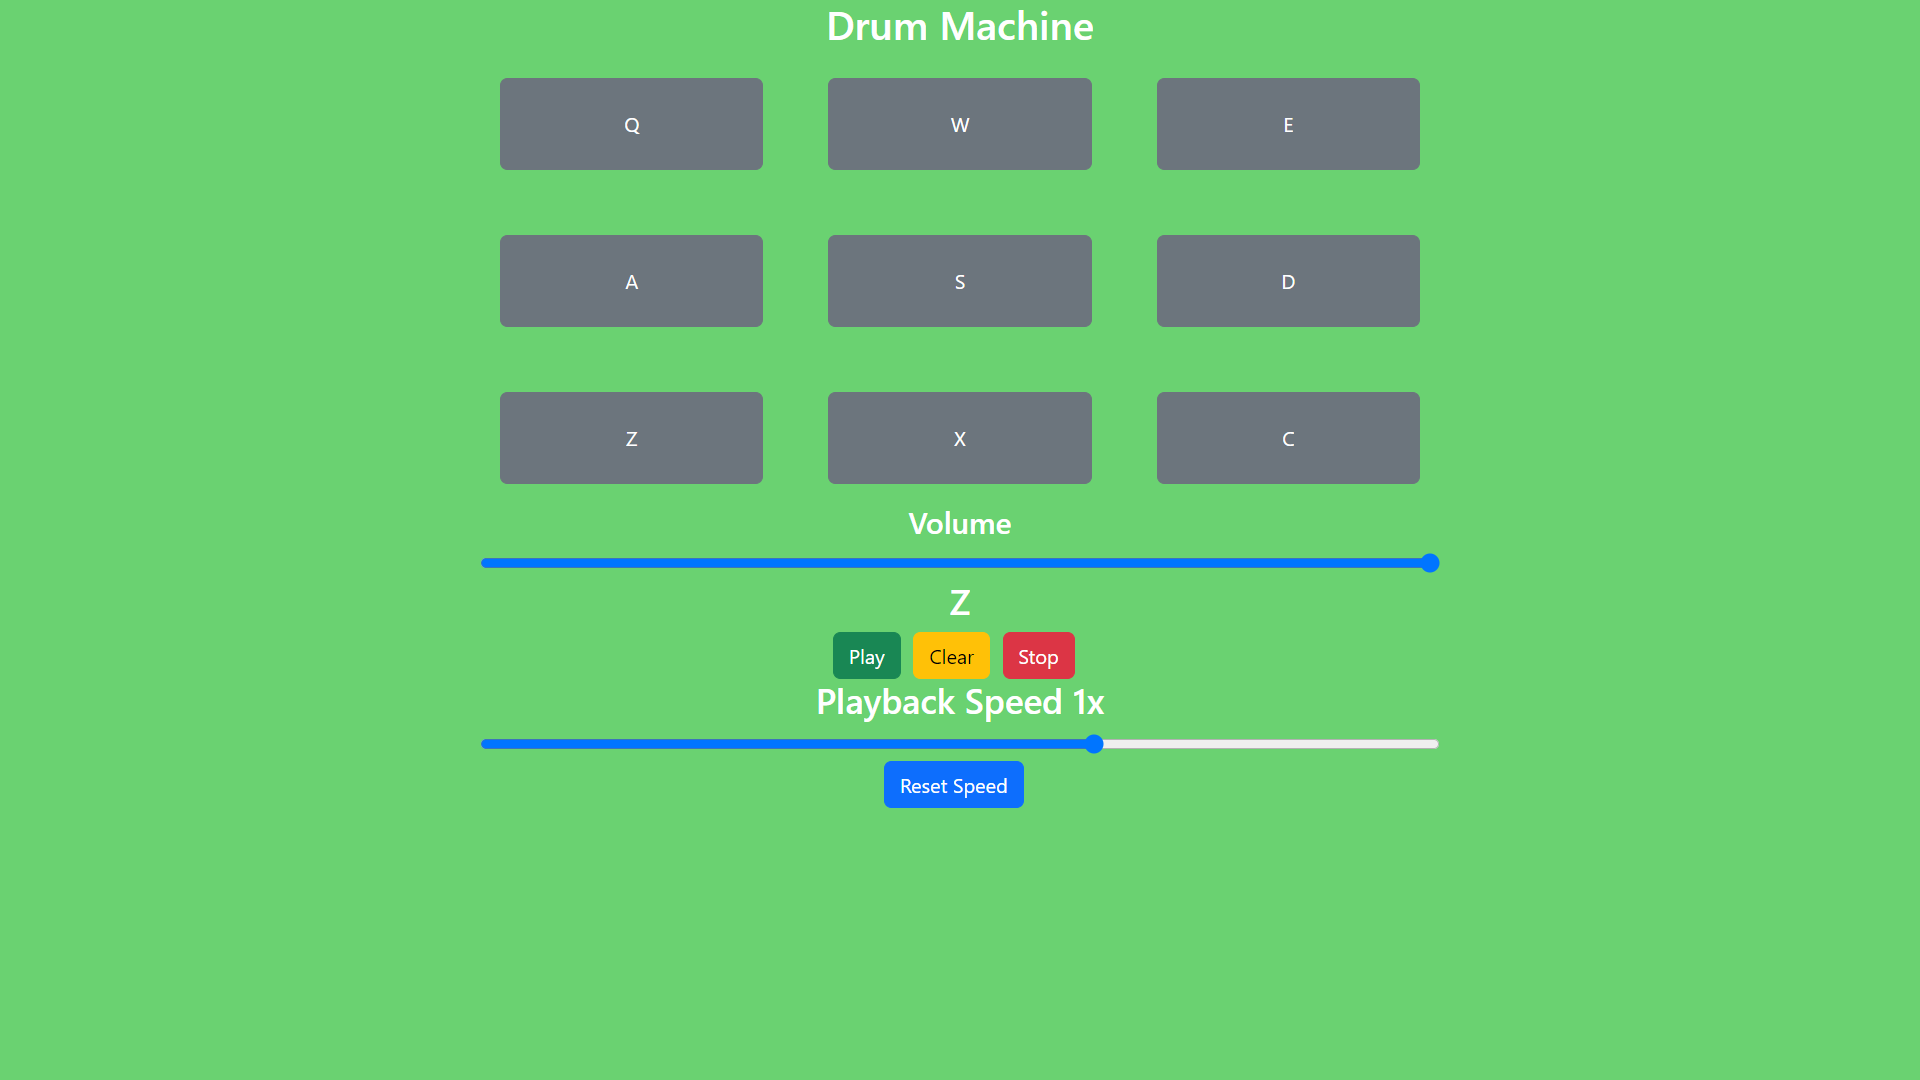 Drum Machine
Q W E
A S D
Z X C
Volume
Z
Play Clear Stop
Playback Speed 1x
Reset Speed